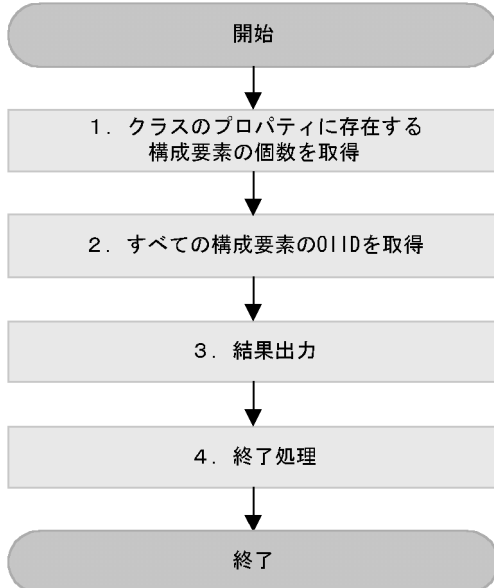 開始
１．クラスのプロパティに存在する
構成要素の個数を取得
２．すべての構成要素のOIIDを取得
３．結果出力
４．終了処理
終了